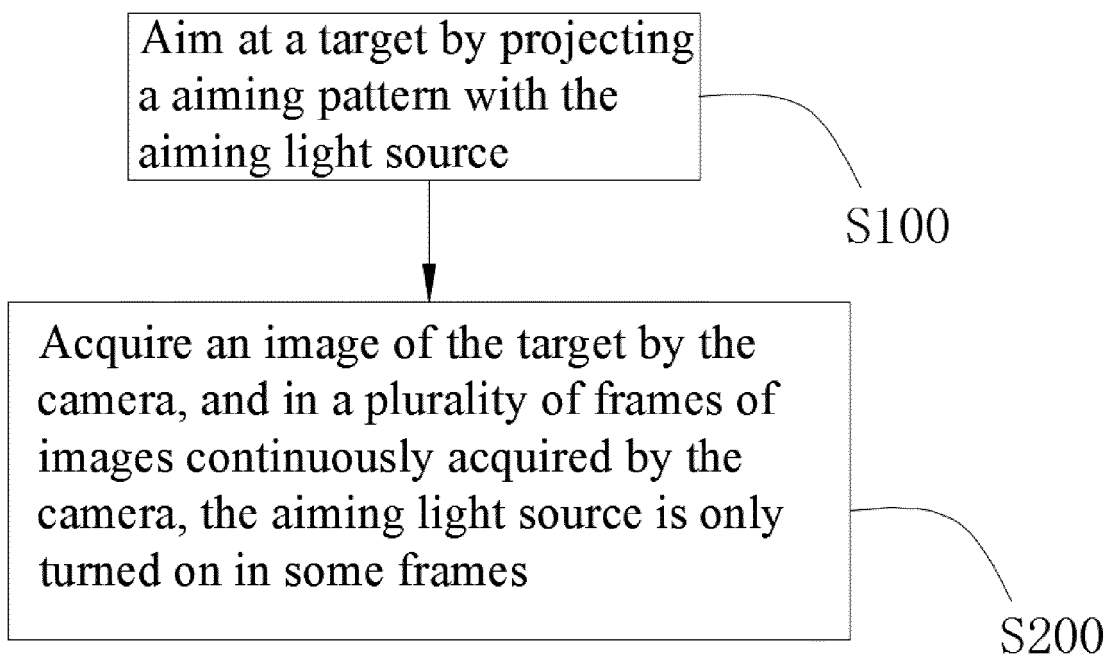 Aim at a target by projecting
a aiming pattern with the
aiming light source
S100
Acquire an image of the target by the
camera, and in a plurality of frames of
images continuously acquired by the
camera, the aiming light source is only
turned on in some frames
S200